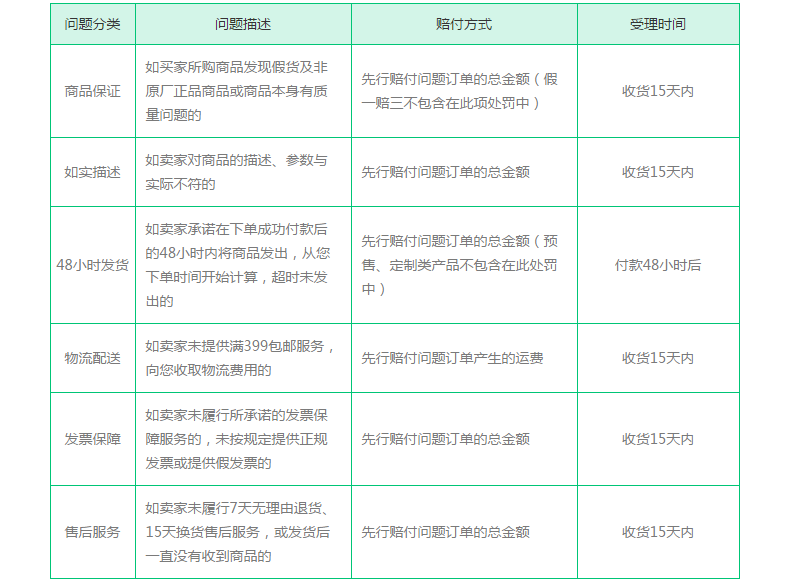 问题分类 问题描述 赔付方式 受理时间
商品保证
如买家所购商品发现假货及非
原厂正品商品或商品本身有质
量问题的
先行赔付问题订单的总金额（假
一赔三不包含在此项处罚中）
收货15天内
如实描述
如卖家对商品的描述、参数与
实际不符的
先行赔付问题订单的总金额
收货15天内
48小时发货
如卖家承诺在下单成功付款后
的48小时内将商品发出，从您
下单时间开始计算，超时未发
出的
先行赔付问题订单的总金额（预
售、定制类产品不包含在此处罚
中）
付款48小时后
物流配送
如卖家未提供满399包邮服务，
向您收取物流费用的
先行赔付问题订单产生的运费
收货15天内
发票保障
如卖家未履行所承诺的发票保
障服务的，未按规定提供正规
发票或提供假发票的
先行赔付问题订单的总金额
收货15天内
售后服务
如卖家未履行7天无理由退货、
15天换货售后服务，或发货后
一直没有收到商品的
先行赔付问题订单的总金额
收货15天内